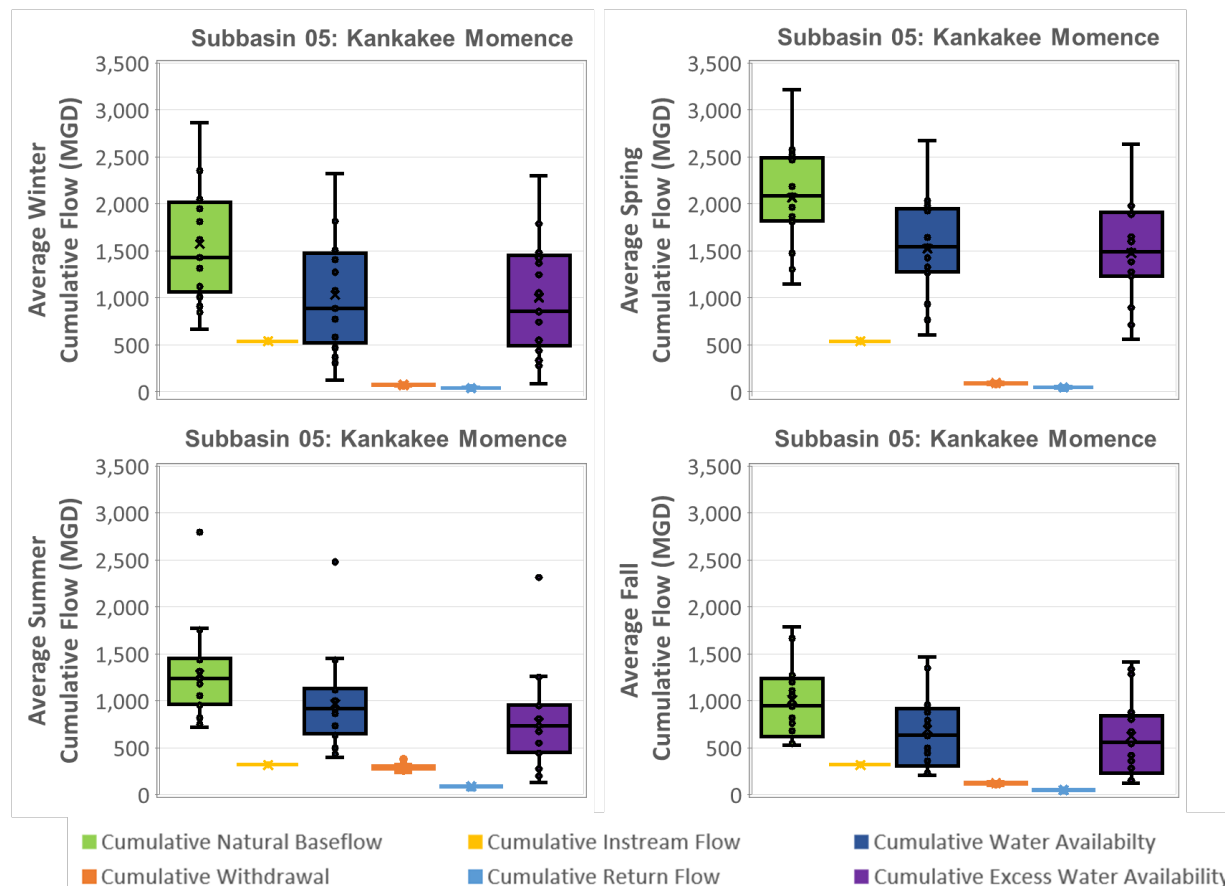 Subbasin 05: Kankakee Momence
Average Winter
Cumulative Flow (MGD)
3,500
3,000
2,500
2,000
1,500
1,000
500
0
Subbasin 05: Kankakee Momence
Average Spring
Cumulative Flow (MGD)
3,500
3,000
2,500
2,000
1,500
1,000
500
0
Subbasin 05: Kankakee Momence
Average Summer
Cumulative Flow (MGD)
3,500
3,000
2,500
2,000
1,500
1,000
500
0
Subbasin 05: Kankakee Momence
Average Fall
Cumulative Flow (MGD)
3,500
3,000
2,500
2,000
1,500
1,000
500
0
Cumulative Natural Baseflow
Cumulative Instream Flow
Cumulative Water Availabilty
Cumulative Withdrawal
Cumulative Return Flow
Cumulative Excess Water Availability